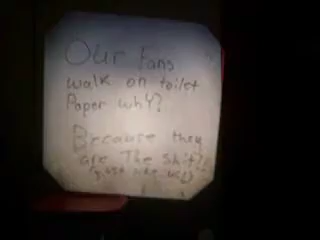 Our Fans
walk on toilet
Paper whY?
Because they
are The shit!